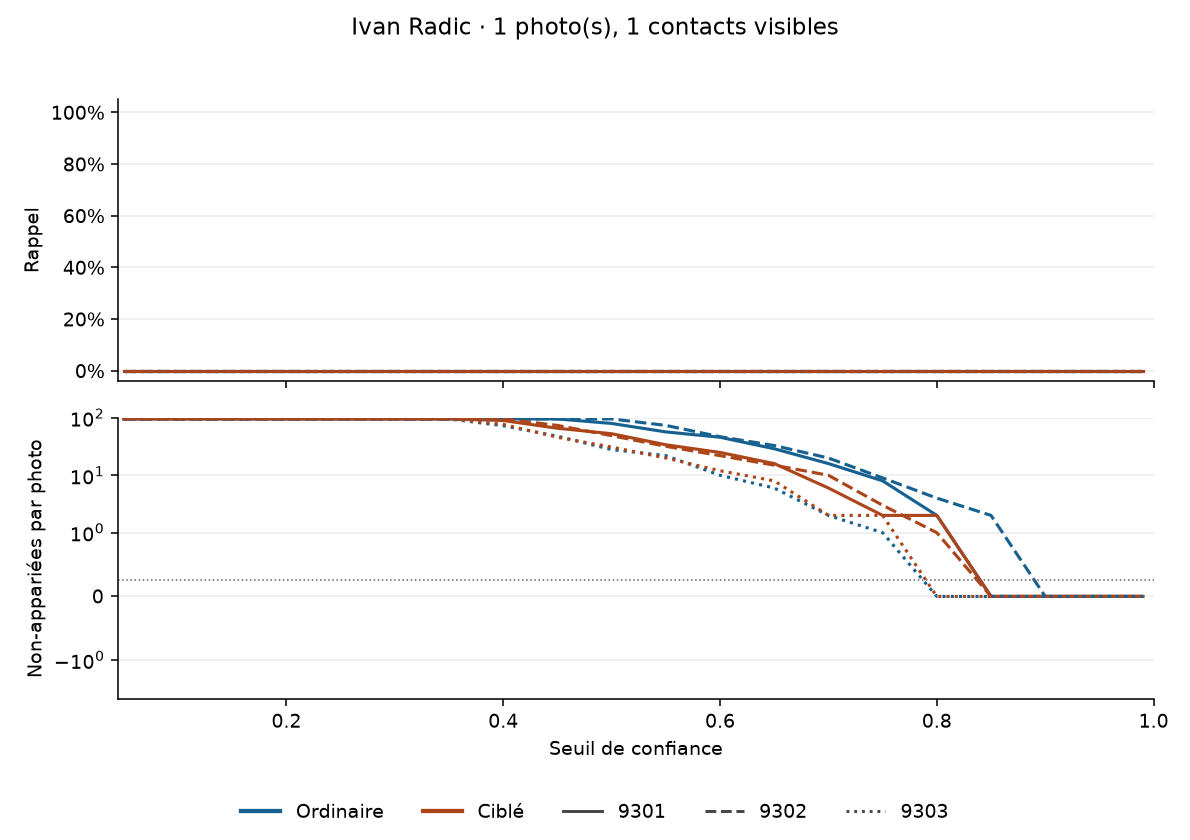 Ivan Radic · 1 photo(s), 1 contacts visibles
Rappel
100%
80%
60%
40%
20%
0%
Non-appariées par photo
10²
10¹
10⁰
0
−10⁰
0.2 0.4 0.6 0.8 1.0
Seuil de confiance
Ordinaire Ciblé 9301 9302 9303